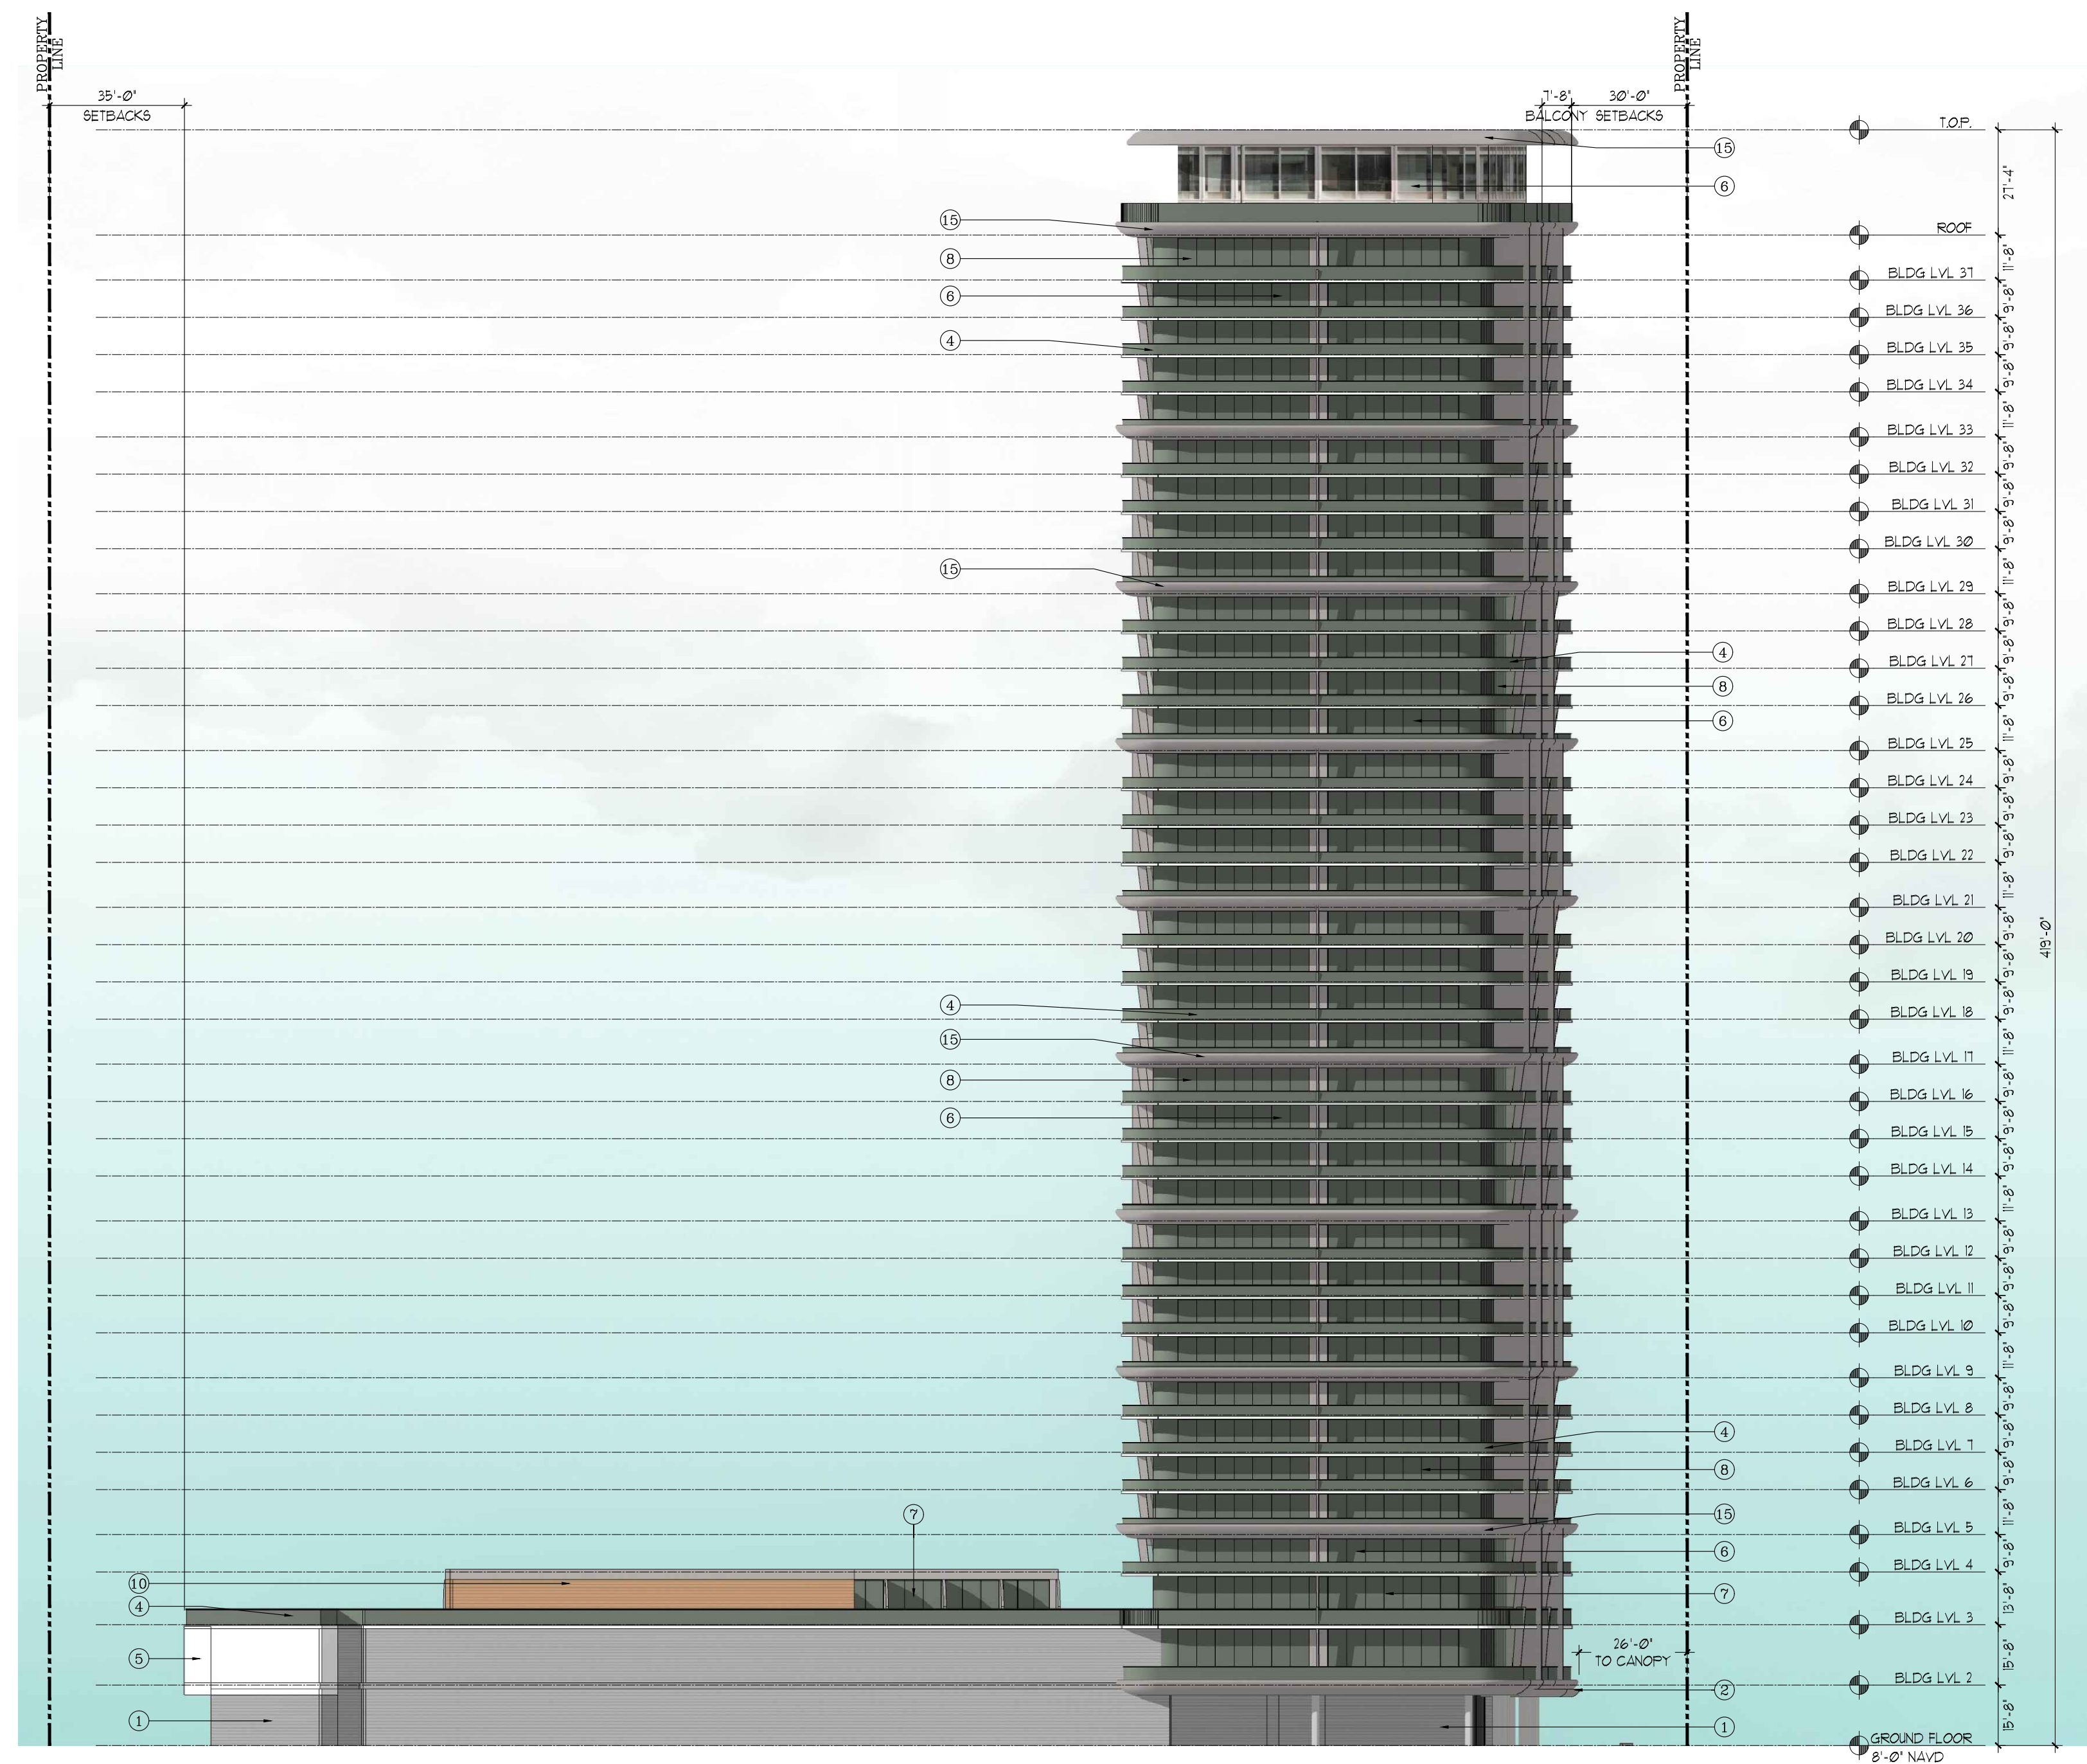 PROPERTY
LINE
PROPERTY
LINE
35'-0"
SETBACKS
7'-8"
30'-0"
BALCONY SETBACKS
T.O.P.
15
6
27'-4"
15
ROOF
8
11'-8"
BLDG LVL 37
6
9'-8"
BLDG LVL 36
9'-8"
4
BLDG LVL 35
9'-8"
BLDG LVL 34
11'-8"
BLDG LVL 33
9'-8"
BLDG LVL 32
9'-8"
BLDG LVL 31
9'-8"
BLDG LVL 30
15
11'-8"
BLDG LVL 29
9'-8"
BLDG LVL 28
4
9'-8"
BLDG LVL 27
8
9'-8"
BLDG LVL 26
6
11'-8"
BLDG LVL 25
9'-8"
BLDG LVL 24
9'-8"
BLDG LVL 23
9'-8"
BLDG LVL 22
11'-8"
BLDG LVL 21
9'-8"
419'-0"
BLDG LVL 20
9'-8"
BLDG LVL 19
9'-8"
4
BLDG LVL 18
15
11'-8"
BLDG LVL 17
8
9'-8"
BLDG LVL 16
6
9'-8"
BLDG LVL 15
9'-8"
BLDG LVL 14
11'-8"
BLDG LVL 13
9'-8"
BLDG LVL 12
9'-8"
BLDG LVL 11
9'-8"
BLDG LVL 10
11'-8"
BLDG LVL 9
9'-8"
BLDG LVL 8
4
9'-8"
BLDG LVL 7
8
9'-8"
BLDG LVL 6
7
15
11'-8"
BLDG LVL 5
6
9'-8"
BLDG LVL 4
10
7
4
13'-8"
BLDG LVL 3
26'-0"
TO CANOPY
5
15'-8"
BLDG LVL 2
2
1
1
15'-8"
GROUND FLOOR
8'-0" NAVD